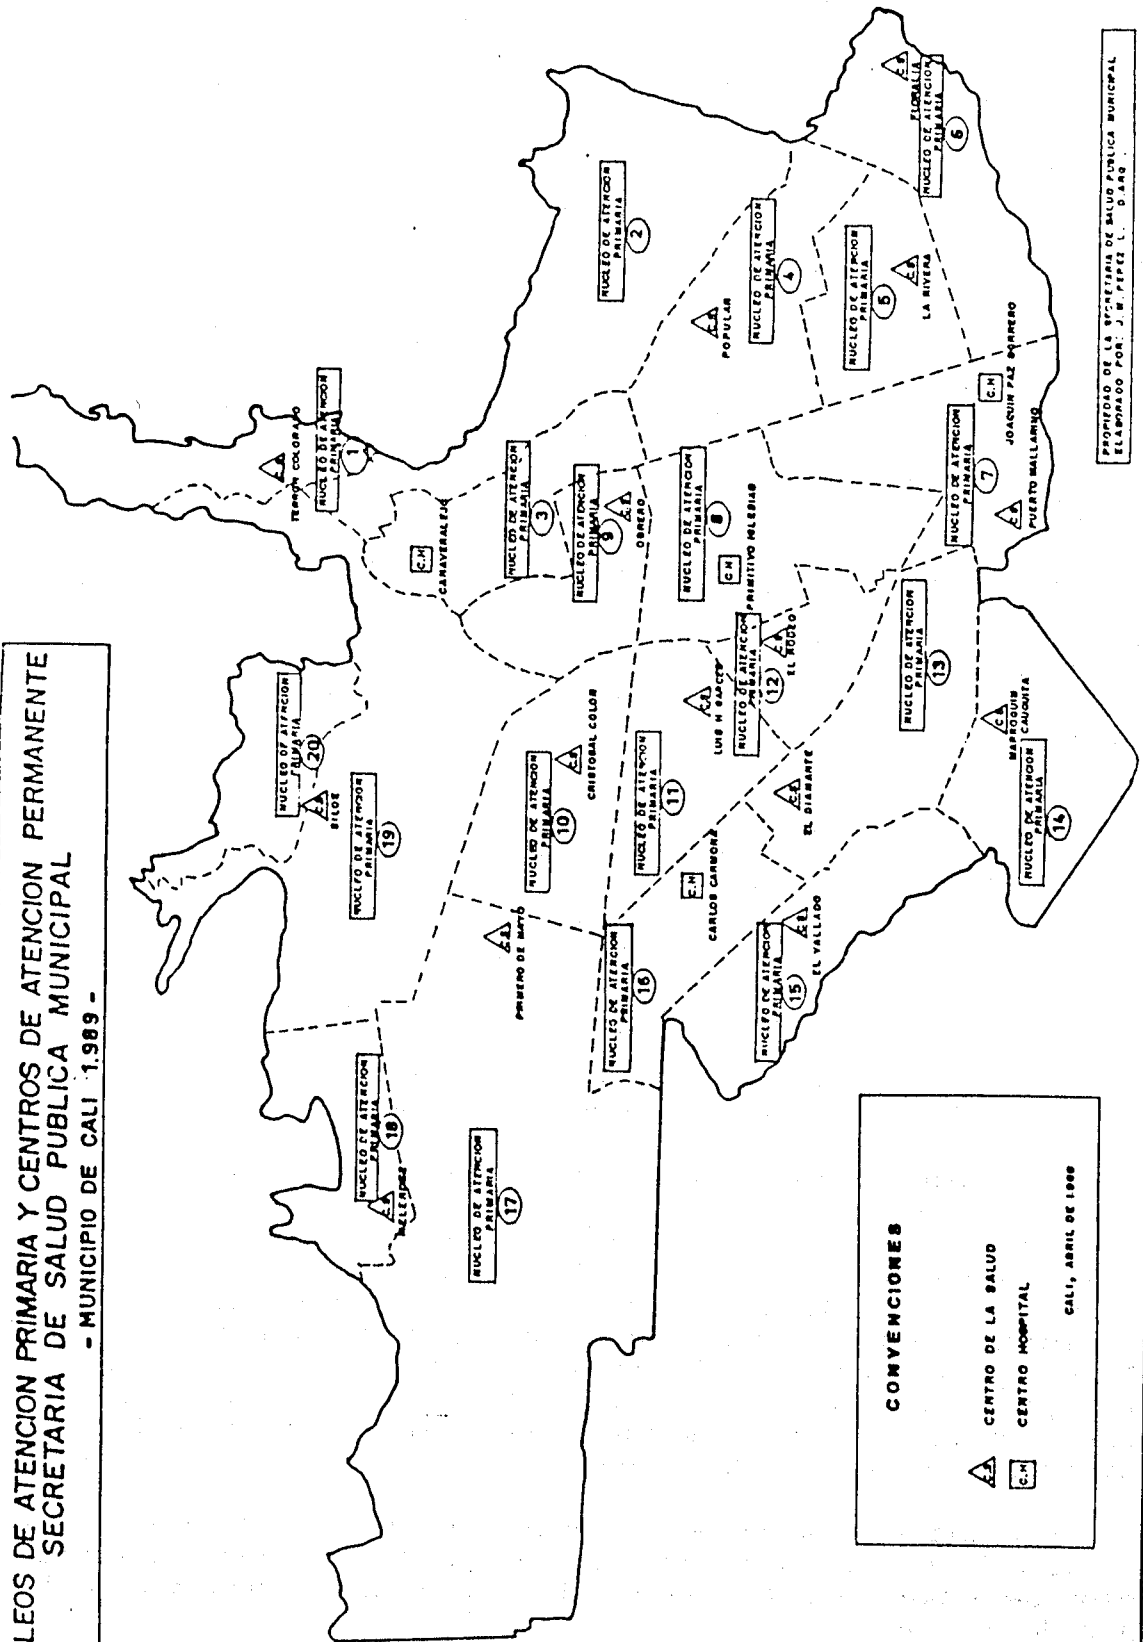 LEOS DE ATENCION PRIMARIA Y CENTROS DE ATENCION PERMANENTE
SECRETARIA DE SALUD PUBLICA MUNICIPAL
- MUNICIPIO DE CALI 1.989 -
NUCLEO DE ATENCION
PRIMARIA
20
C.S
SILOE
NUCLEO DE ATENCION
PRIMARIA
19
NUCLEO DE ATENCION
PRIMARIA
18
C.S
MELENDEZ
NUCLEO DE ATENCION
PRIMARIA
17
C.S
PRIMERO DE MAYO
C.S
TERRON COLORADO
NUCLEO DE ATENCION
PRIMARIA
1
C.H
CAÑAVERALEJO
NUCLEO DE ATENCION
PRIMARIA
2
NUCLEO DE ATENCION
PRIMARIA
3
NUCLEO DE ATENCION
PRIMARIA
9
C.S
OBRERO
C.S
POPULAR
NUCLEO DE ATENCION
PRIMARIA
4
NUCLEO DE ATENCION
PRIMARIA
5
C.S
LA RIVERA
C.S
FLORALIA
NUCLEO DE ATENCION
PRIMARIA
6
NUCLEO DE ATENCION
PRIMARIA
10
C.S
CRISTOBAL COLON
NUCLEO DE ATENCION
PRIMARIA
11
NUCLEO DE ATENCION
PRIMARIA
8
C.H
PRIMITIVO IGLESIAS
C.S
LUIS H GARCES
NUCLEO DE ATENCION
PRIMARIA
12
C.S
EL RODEO
NUCLEO DE ATENCION
PRIMARIA
16
C.H
CARLOS CARMONA
C.S
EL DIAMANTE
NUCLEO DE ATENCION
PRIMARIA
15
C.S
EL VALLADO
NUCLEO DE ATENCION
PRIMARIA
13
NUCLEO DE ATENCION
PRIMARIA
7
C.H
JOAQUIN PAZ BORRERO
C.S
PUERTO MALLARINO
C.S
MARROQUIN
CAUQUITA
NUCLEO DE ATENCION
PRIMARIA
14
CONVENCIONES
C.S CENTRO DE LA SALUD
C.H CENTRO HOSPITAL
CALI, ABRIL DE 1.989
PROPIEDAD DE LA SECRETARIA DE SALUD PUBLICA MUNICIPAL
ELABORADO POR: J. M. PEPEZ L. D. ARQ.